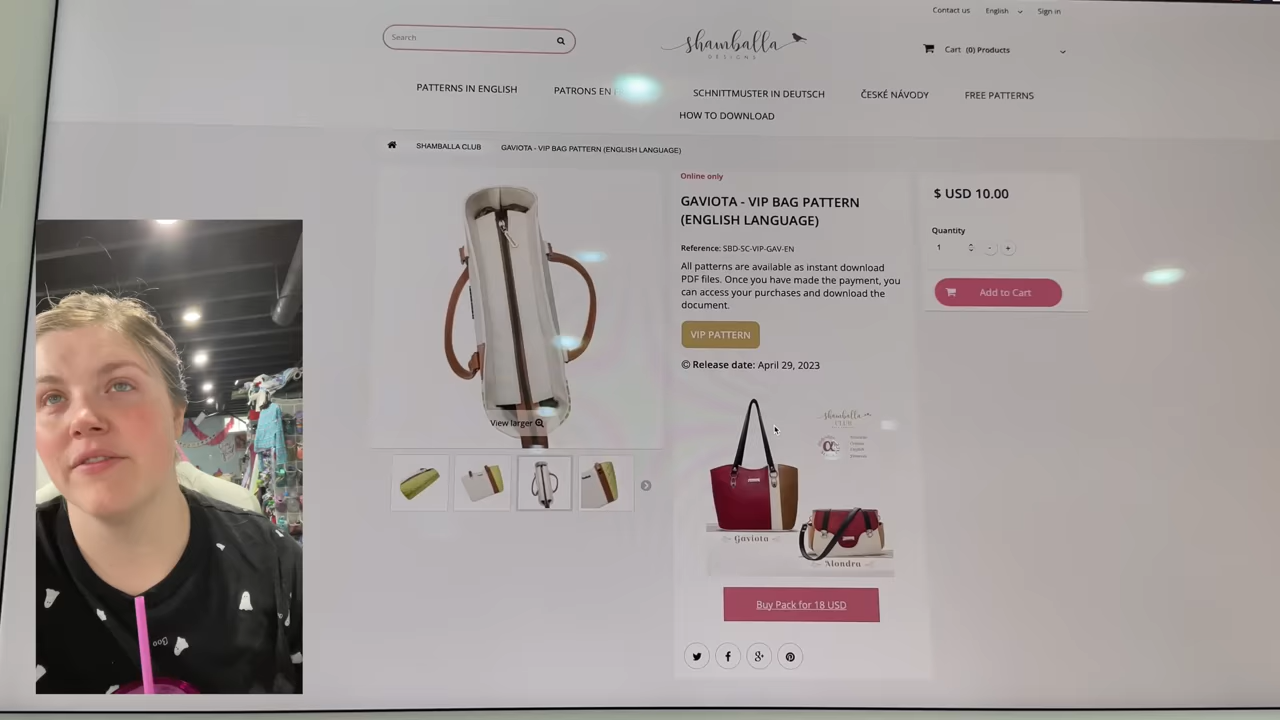 Contact us
English
Sign in
Search
shamballa
DESIGNS
Cart (0) Products
PATTERNS IN ENGLISH
PATRONS EN
SCHNITTMUSTER IN DEUTSCH
ČESKÉ NÁVODY
FREE PATTERNS
HOW TO DOWNLOAD
SHAMBALLA CLUB
GAVIOTA - VIP BAG PATTERN (ENGLISH LANGUAGE)
Online only
GAVIOTA - VIP BAG PATTERN
(ENGLISH LANGUAGE)
Reference: SBD-SC-VIP-GAV-EN
All patterns are available as instant download
PDF files. Once you have made the payment, you
can access your purchases and download the
document.
VIP PATTERN
Release date: April 29, 2023
$ USD 10.00
Quantity
1
- +
Add to Cart
View larger
shamballa
CLUB
Gaviota
Mondra
Buy Pack for 18 USD
Boo